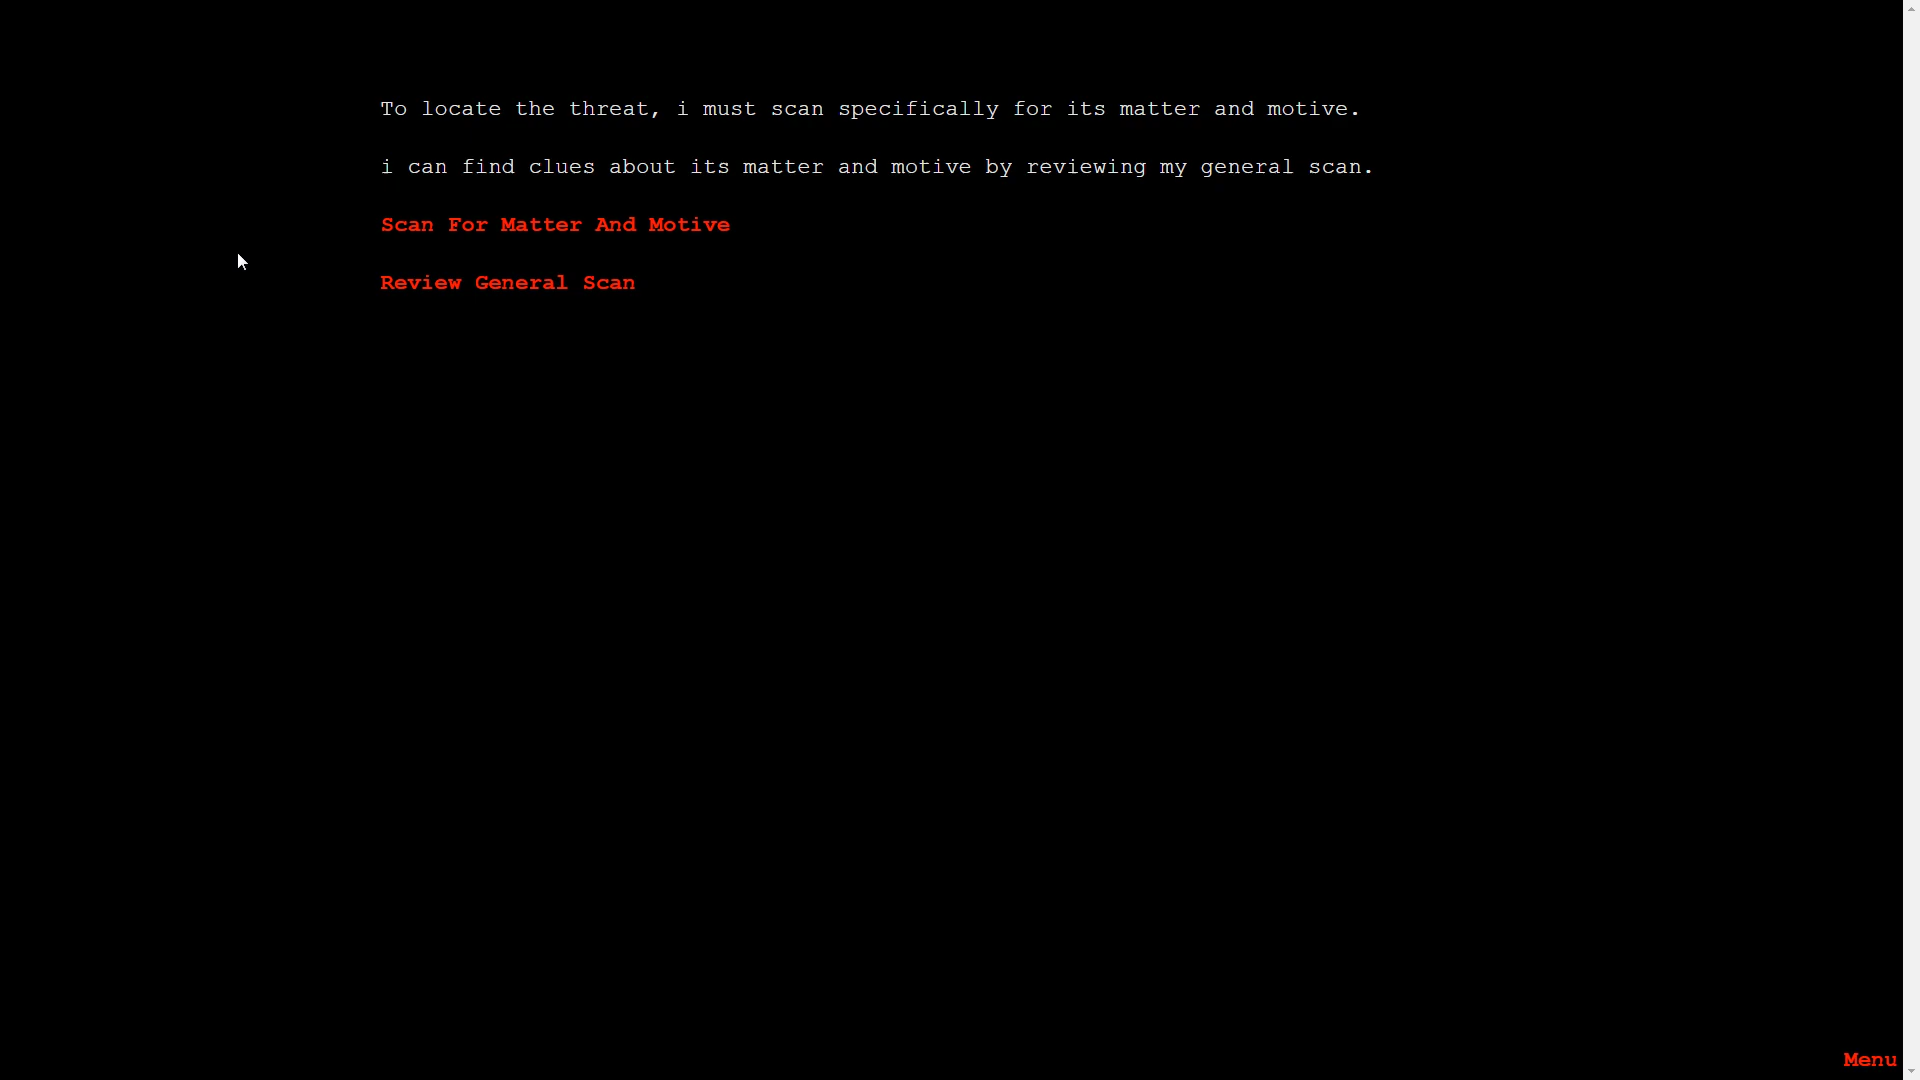 To locate the threat, i must scan specifically for its matter and motive.
i can find clues about its matter and motive by reviewing my general scan.
Scan For Matter And Motive
Review General Scan
Menu